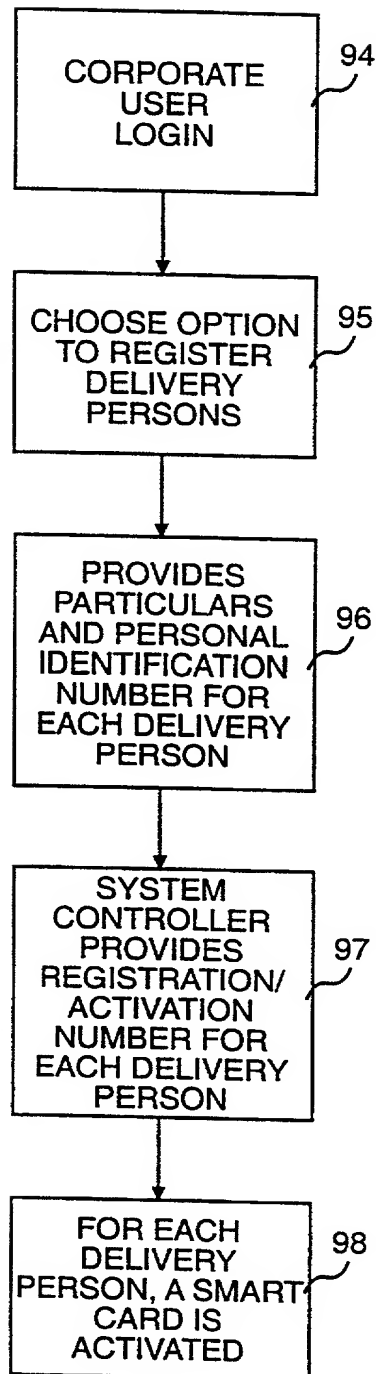 CORPORATE
USER
LOGIN
94
CHOOSE OPTION
TO REGISTER
DELIVERY
PERSONS
95
PROVIDES
PARTICULARS
AND PERSONAL
IDENTIFICATION
NUMBER FOR
EACH DELIVERY
PERSON
96
SYSTEM
CONTROLLER
PROVIDES
REGISTRATION/
ACTIVATION
NUMBER FOR
EACH DELIVERY
PERSON
97
FOR EACH
DELIVERY
PERSON, A SMART
CARD IS
ACTIVATED
98